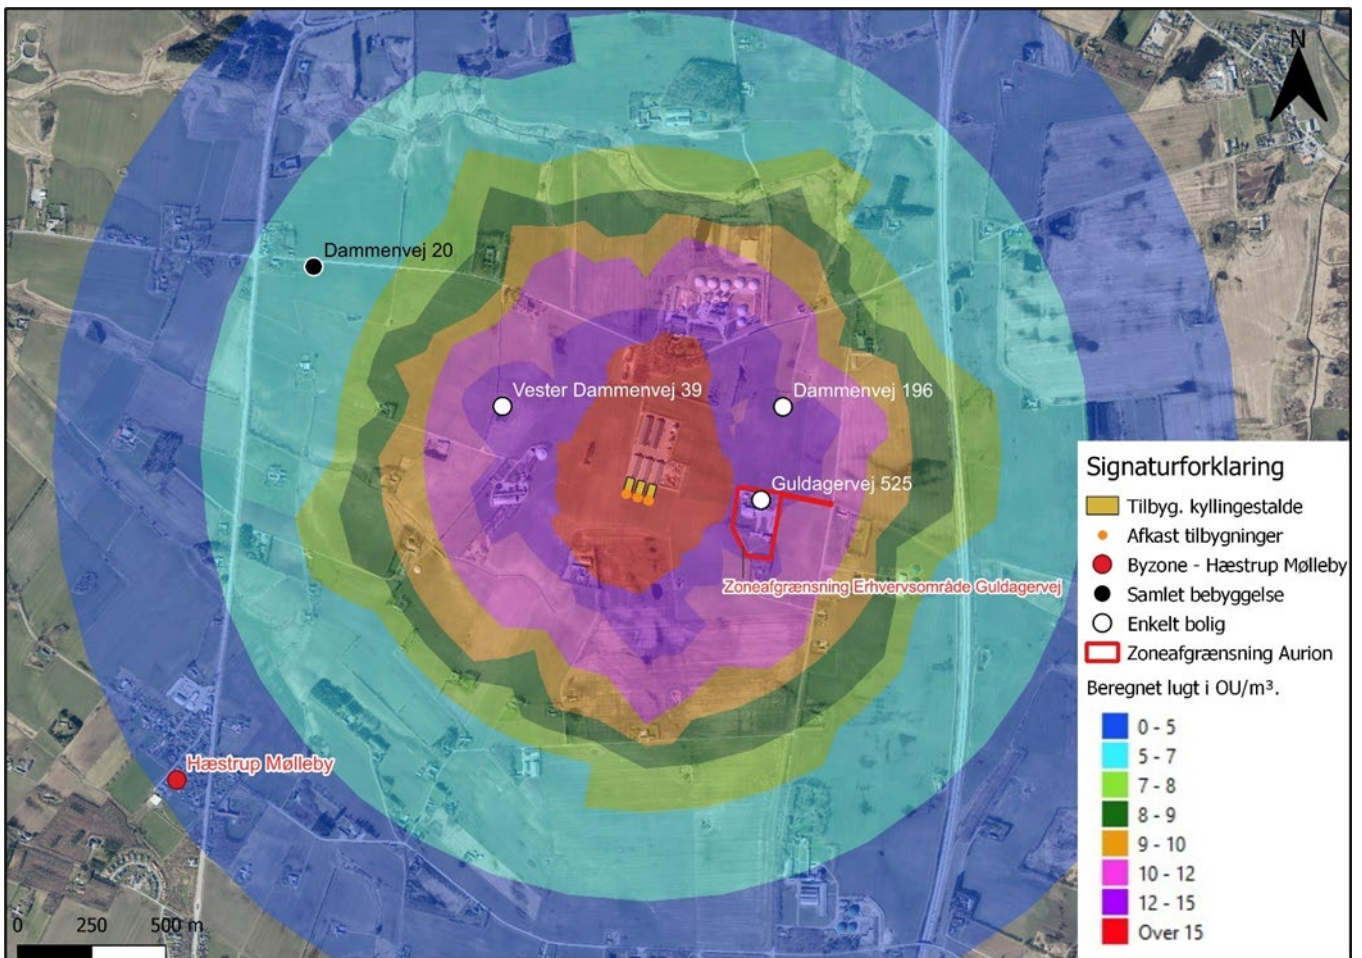 N
Dammenvej 20
Vester Dammenvej 39
Dammenvej 196
Guldagervej 525
Zoneafgrænsning Erhvervsområde Guldagervej
Hæstrup Mølleby
0 250 500 m
Signaturforklaring
Tilbyg. kyllingestalde
Afkast tilbygninger
Byzone - Hæstrup Mølleby
Samlet bebyggelse
Enkelt bolig
Zoneafgrænsning Aurion
Beregnet lugt i OU/m³.
0 - 5
5 - 7
7 - 8
8 - 9
9 - 10
10 - 12
12 - 15
Over 15